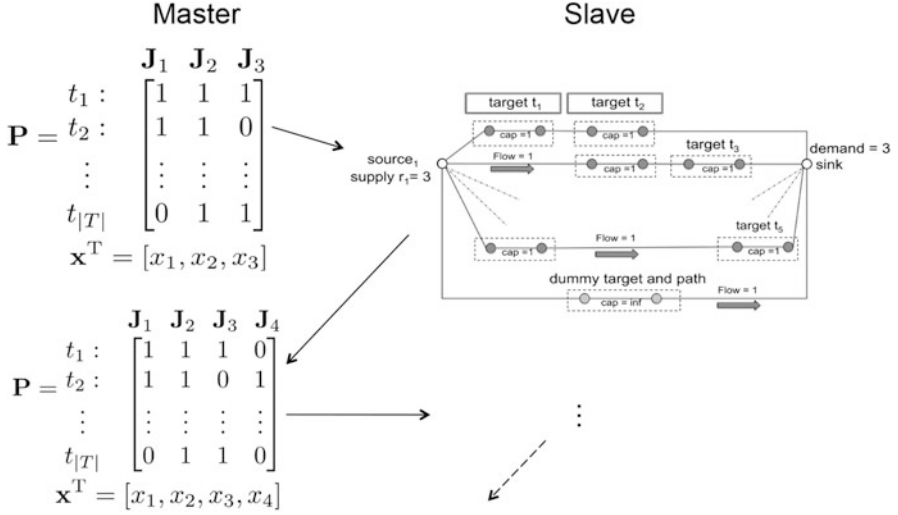 Master
Slave
J₁ J₂ J₃
t₁ : 1 1 1
P = t₂ : 1 1 0
⋮ ⋮ ⋮ ⋮
t|T| 0 1 1
xᵀ = [x₁, x₂, x₃]
target t₁ target t₂
cap =1 cap =1
target t₃
source₁
supply r₁= 3
Flow = 1
cap =1 cap =1
demand = 3
sink
target t₅
cap =1
Flow = 1
cap =1
dummy target and path
cap = inf
Flow = 1
J₁ J₂ J₃ J₄
t₁ : 1 1 1 0
P = t₂ : 1 1 0 1
⋮ ⋮ ⋮ ⋮ ⋮
t|T| 0 1 1 0
xᵀ = [x₁, x₂, x₃, x₄]
⋮